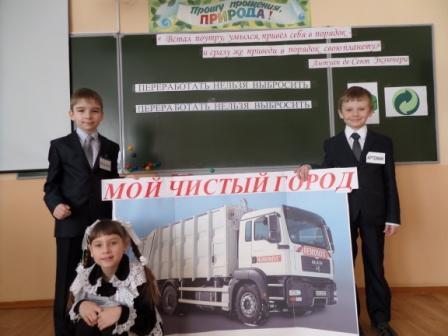 Прошу прощения,
ПРИРОДА!
«Встал поутру, умылся, привел себя в порядок -
и сразу же приведи в порядок свою планету»
Антуан де Сент Экзюпери
ПЕРЕРАБОТАТЬ НЕЛЬЗЯ ВЫБРОСИТЬ
ПЕРЕРАБОТАТЬ НЕЛЬЗЯ ВЫБРОСИТЬ
МОЙ ЧИСТЫЙ ГОРОД